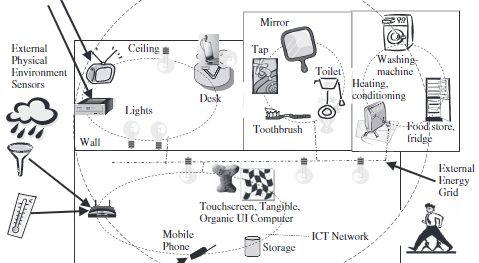 External
Physical
Environment
Sensors
Ceiling
Lights
Wall
Desk
Mirror
Tap
Toilet
Toothbrush
Washing-
machine
Heating,
conditioning
Food store,
fridge
External
Energy
Grid
Touchscreen, Tangible,
Organic UI Computer
Mobile
Phone
Storage
ICT Network